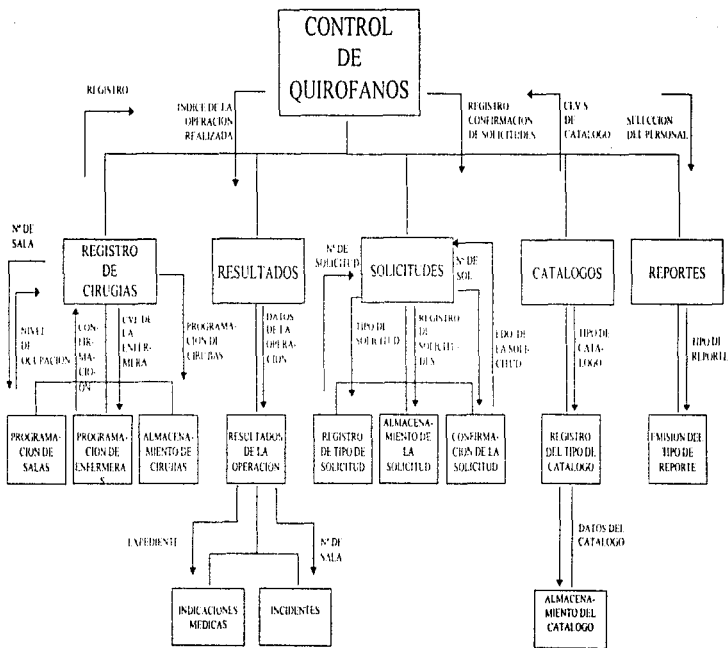 CONTROL
DE
QUIROFANOS
REGISTRO
INDICE DE LA
OPERACION
REALIZADA
REGISTRO
CONFIRMACION
DE SOLICITUDES
CLVS
DE
CATALOGO
SELECCION
DEL PERSONAL
Nº DE
SALA
REGISTRO
DE
CIRUGIAS
RESULTADOS
Nº DE
SOLICITUD
SOLICITUDES
Nº DE
SOL
CATALOGOS
REPORTES
NIVEL
DE
OCUPACION
CON-
FIR-
MA-
CION
CVE DE
LA
ENFER-
MERA
PROGRAMA-
CION DE
CIRUBAS
DATOS
DE LA
OPERA-
CION
TIPO DE
SOLICITUD
REGISTRO
DE
SOLICITU-
DES
EDO DE
LA SOLI-
CITUD
TIPO DE
CATA-
LOGO
TIPO DE
REPORTE
PROGRAMA-
CION DE
SALAS
PROGRAMA-
CION DE
ENFERMERA
S
ALMACENA-
MIENTO DE
CIRUJIAS
RESULTADOS
DE LA
OPERACION
REGISTRO
DE TIPO DE
SOLICITUD
ALMACENA-
MIENTO DE
LA
SOLICITUD
CONFIRMA-
CION DE LA
SOLICITUD
REGISTRO
DEL TIPO DE
CATALOGO
EMISION DEL
TIPO DE
REPORTE
EXPEDIENTE
Nº DE
SALA
DATOS DEL
CATALOGO
INDICACIONES
MEDICAS
INCIDENTES
ALMACENA-
MIENTO DEL
CATALOGO